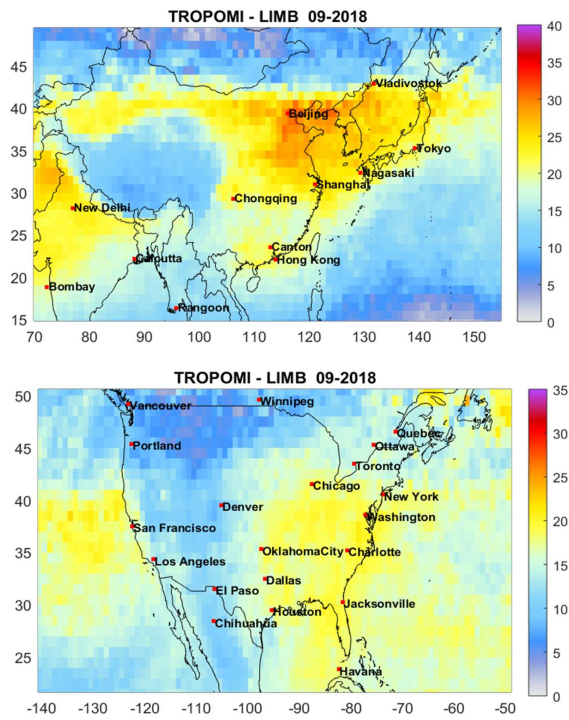 TROPOMI - LIMB 09-2018
45
40
35
30
25
20
15
70 80 90 100 110 120 130 140 150
Vladivostok
Beijing
Tokyo
Nagasaki
Shanghai
Chongqing
New Delhi
Canton
Calcutta
Hong Kong
Bombay
Rangoon
40
35
30
25
20
15
10
5
0
TROPOMI - LIMB 09-2018
50
45
40
35
30
25
-140 -130 -120 -110 -100 -90 -80 -70 -60 -50
Vancouver
Winnipeg
Quebec
Portland
Ottawa
Toronto
Chicago
New York
Denver
Washington
San Francisco
OklahomaCity
Charlotte
Los Angeles
Dallas
El Paso
Jacksonville
Houston
Chihuahua
Havana
35
30
25
20
15
10
5
0